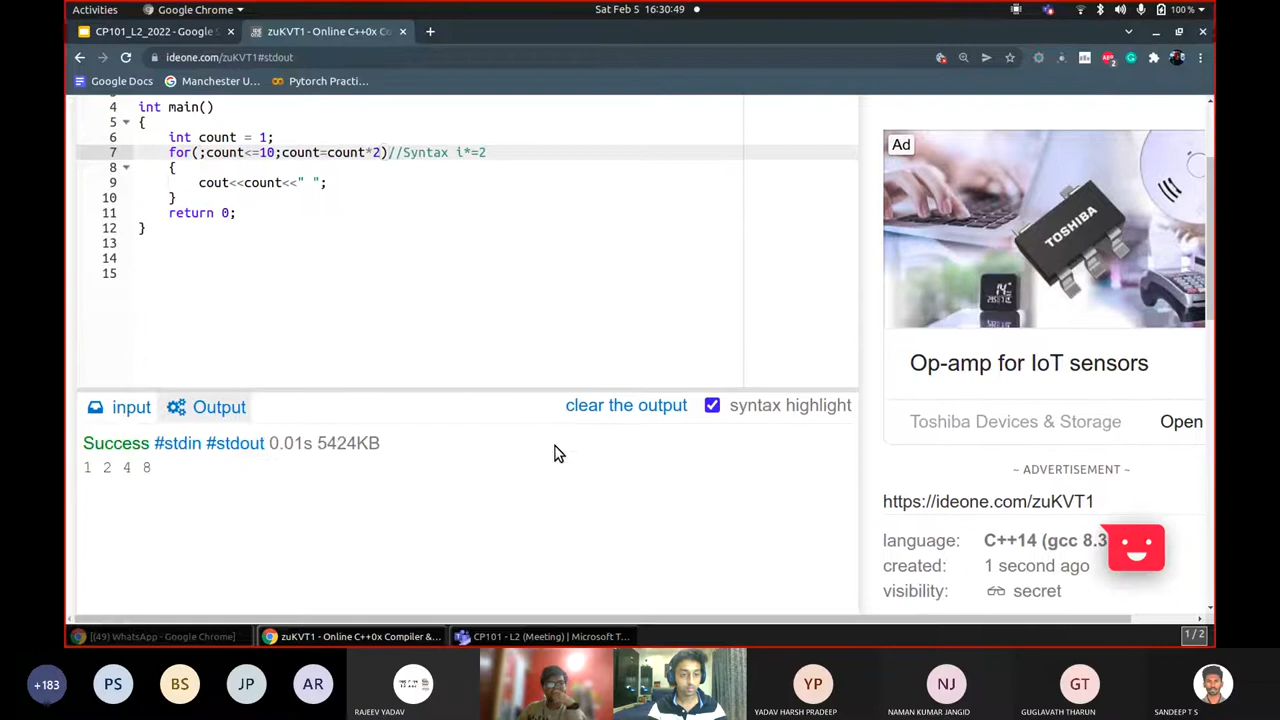 Activities Google Chrome Sat Feb 5 16:30:49 100 %
CP101_L2_2022 - Google S zuKVT1 - Online C++0x Co
ideone.com/zuKVT1#stdout
Google Docs Manchester U... Pytorch Practi...
4 int main()
5 {
6 int count = 1;
7 for(;count<=10;count=count*2)//Syntax i*=2
8 {
9 cout<<count<<" ";
10 }
11 return 0;
12 }
13
14
15
Ad
TOSHIBA
Op-amp for IoT sensors
Toshiba Devices & Storage Open
~ ADVERTISEMENT ~
https://ideone.com/zuKVT1
language: C++14 (gcc 8.3
created: 1 second ago
visibility: secret
input Output clear the output syntax highlight
Success #stdin #stdout 0.01s 5424KB
1 2 4 8
[(49) WhatsApp - Google Chrome] zuKVT1 - Online C++0x Compiler &... CP101 - L2 (Meeting) | Microsoft T... 1 / 2
+183 PS BS JP AR YP NJ GT
RAJEEV YADAV YADAV HARSH PRADEEP NAMAN KUMAR JANGID GUGLAVATH THARUN SANDEEP T S